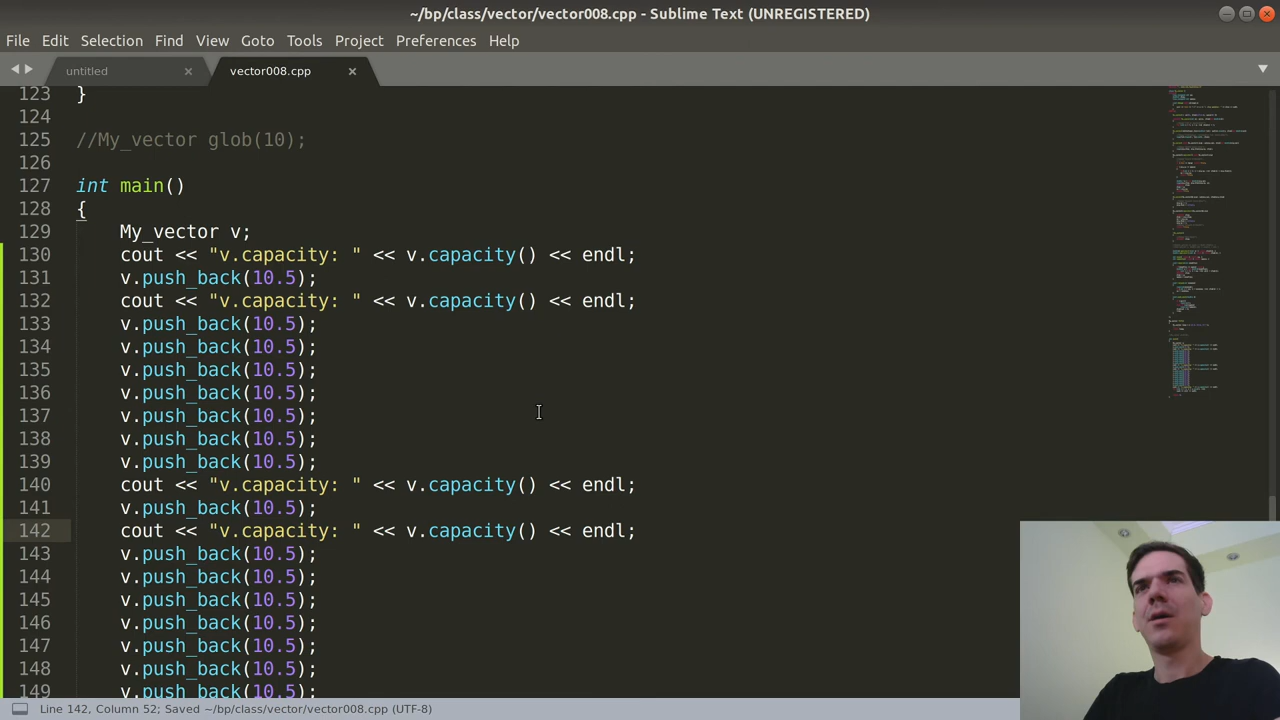 ~/bp/class/vector/vector008.cpp - Sublime Text (UNREGISTERED)
File Edit Selection Find View Goto Tools Project Preferences Help
untitled vector008.cpp
123 }
124
125 //My_vector glob(10);
126
127 int main()
128 {
129 My_vector v;
130 cout << "v.capacity: " << v.capacity() << endl;
131 v.push_back(10.5);
132 cout << "v.capacity: " << v.capacity() << endl;
133 v.push_back(10.5);
134 v.push_back(10.5);
135 v.push_back(10.5);
136 v.push_back(10.5);
137 v.push_back(10.5);
138 v.push_back(10.5);
139 v.push_back(10.5);
140 cout << "v.capacity: " << v.capacity() << endl;
141 v.push_back(10.5);
142 cout << "v.capacity: " << v.capacity() << endl;
143 v.push_back(10.5);
144 v.push_back(10.5);
145 v.push_back(10.5);
146 v.push_back(10.5);
147 v.push_back(10.5);
148 v.push_back(10.5);
149 v.push_back(10.5);
Line 142, Column 52; Saved ~/bp/class/vector/vector008.cpp (UTF-8)